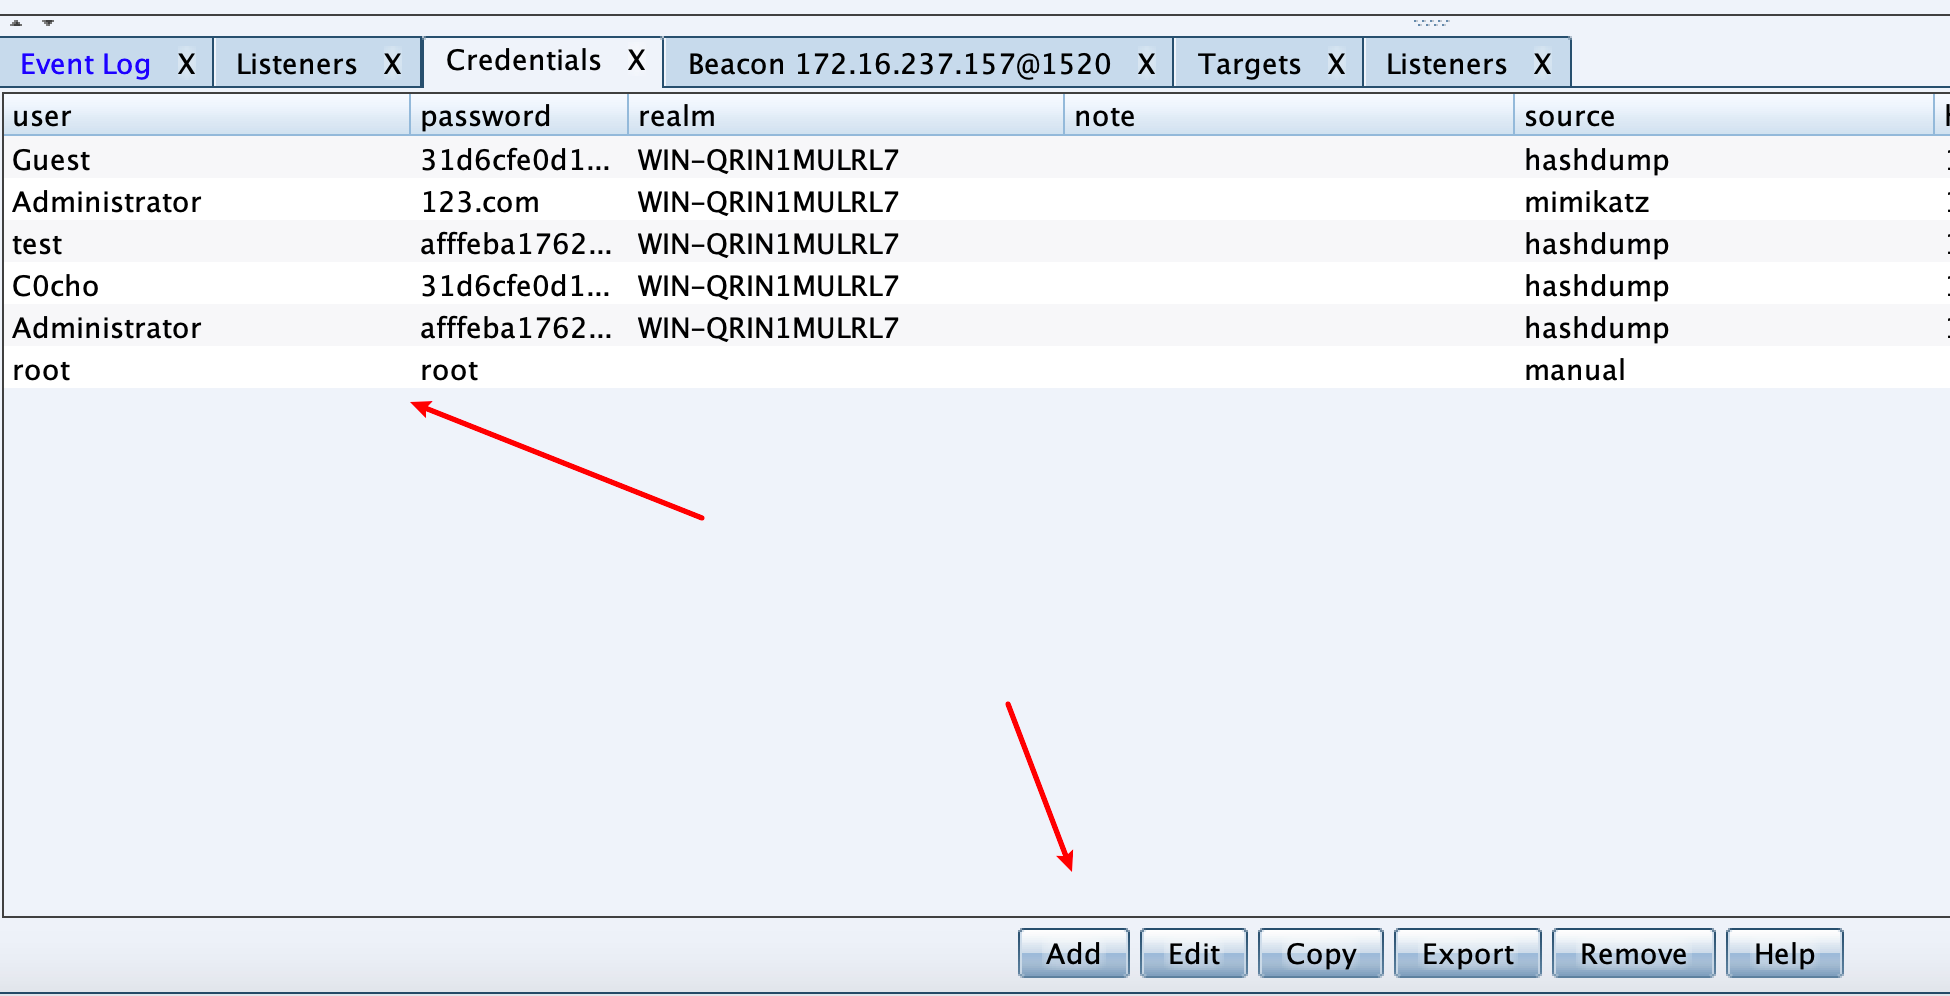 Event Log X Listeners X Credentials X Beacon 172.16.237.157@1520 X Targets X Listeners X
user password realm note source
Guest 31d6cfe0d1... WIN-QRIN1MULRL7 hashdump
Administrator 123.com WIN-QRIN1MULRL7 mimikatz
test afffeba1762... WIN-QRIN1MULRL7 hashdump
C0cho 31d6cfe0d1... WIN-QRIN1MULRL7 hashdump
Administrator afffeba1762... WIN-QRIN1MULRL7 hashdump
root root manual
Add Edit Copy Export Remove Help